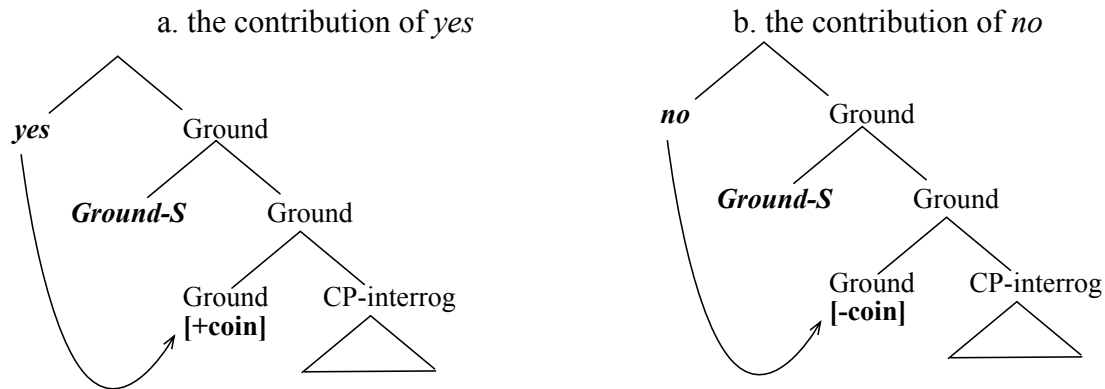 a. the contribution of yes
b. the contribution of no
yes
Ground
Ground-S
Ground
Ground
[+coin]
CP-interrog
no
Ground
Ground-S
Ground
Ground
[-coin]
CP-interrog